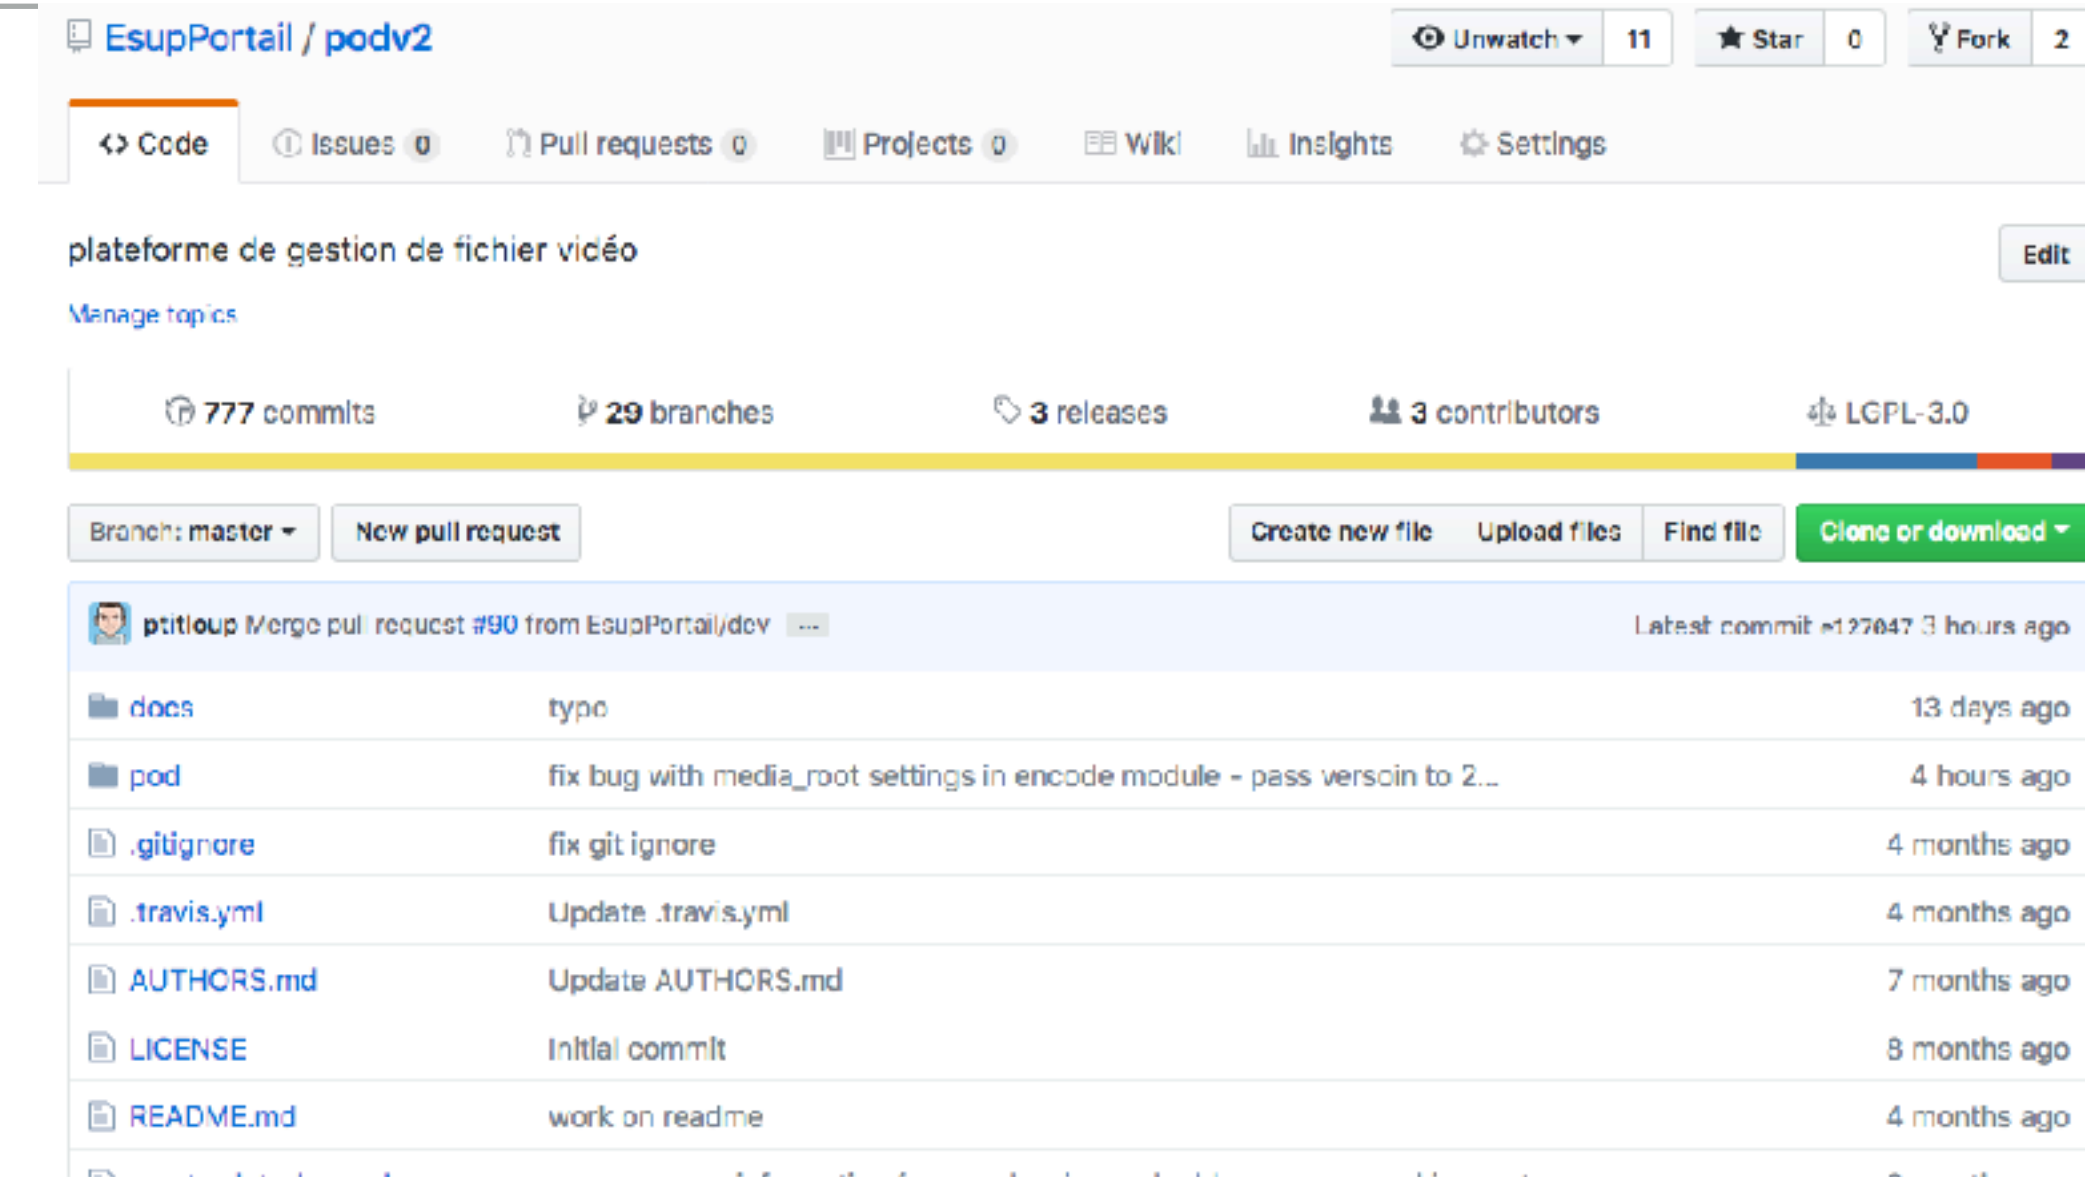 EsupPortail / podv2 Unwatch 11 Star 0 Fork 2
Code Issues 0 Pull requests 0 Projects 0 Wiki Insights Settings
plateforme de gestion de fichier vidéo Edit
Manage topics
777 commits 29 branches 3 releases 3 contributors LGPL-3.0
Branch: master New pull request Create new file Upload files Find file Clone or download
ptitloup Merge pull request #90 from EsupPortail/dev ... Latest commit e127047 3 hours ago
docs typo 13 days ago
pod fix bug with media_root settings in encode module - pass versoin to 2... 4 hours ago
.gitignore fix git ignore 4 months ago
.travis.yml Update .travis.yml 4 months ago
AUTHORS.md Update AUTHORS.md 7 months ago
LICENSE Initial commit 8 months ago
README.md work on readme 4 months ago